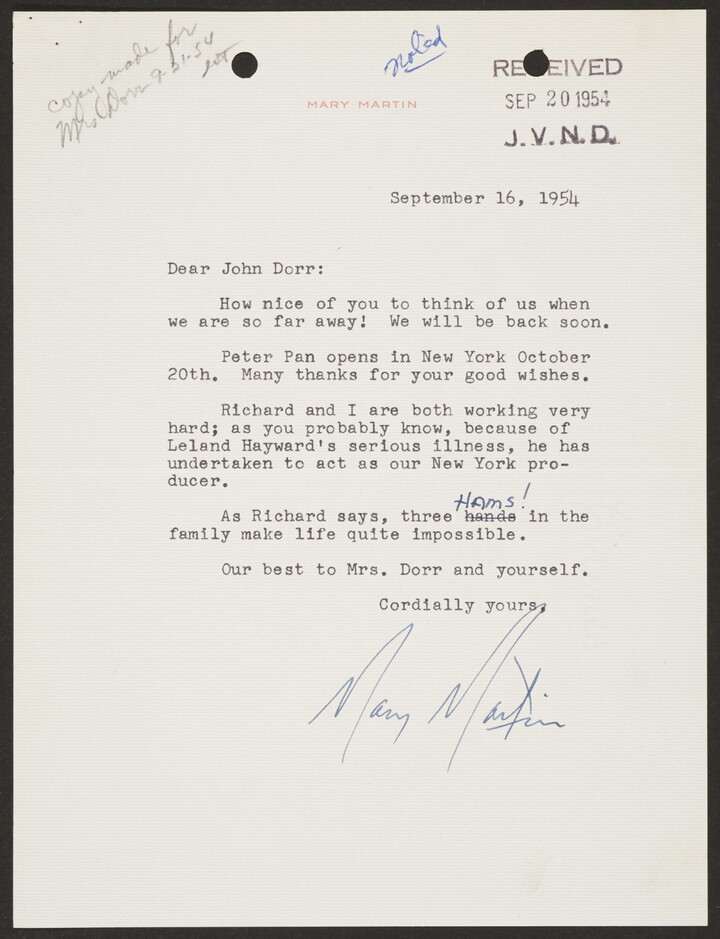 copy made for
Mrs Dorr 9-21-54
noted
RECEIVED
SEP 20 1954
J.V.N.D.
MARY MARTIN
September 16, 1954
Dear John Dorr:
How nice of you to think of us when
we are so far away! We will be back soon.
Peter Pan opens in New York October
20th. Many thanks for your good wishes.
Richard and I are both working very
hard; as you probably know, because of
Leland Hayward's serious illness, he has
undertaken to act as our New York pro-
ducer.
Hams!
As Richard says, three hands in the
family make life quite impossible.
Our best to Mrs. Dorr and yourself.
Cordially yours,
Mary Martin